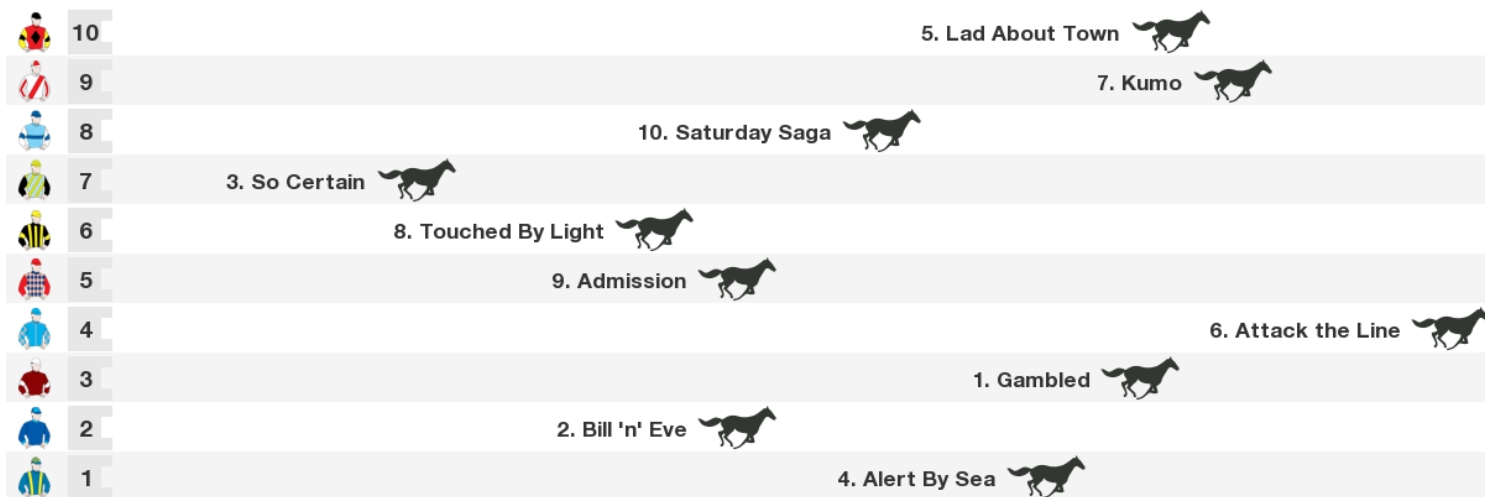 10 5. Lad About Town
9 7. Kumo
8 10. Saturday Saga
7 3. So Certain
6 8. Touched By Light
5 9. Admission
4 6. Attack the Line
3 1. Gambled
2 2. Bill 'n' Eve
1 4. Alert By Sea